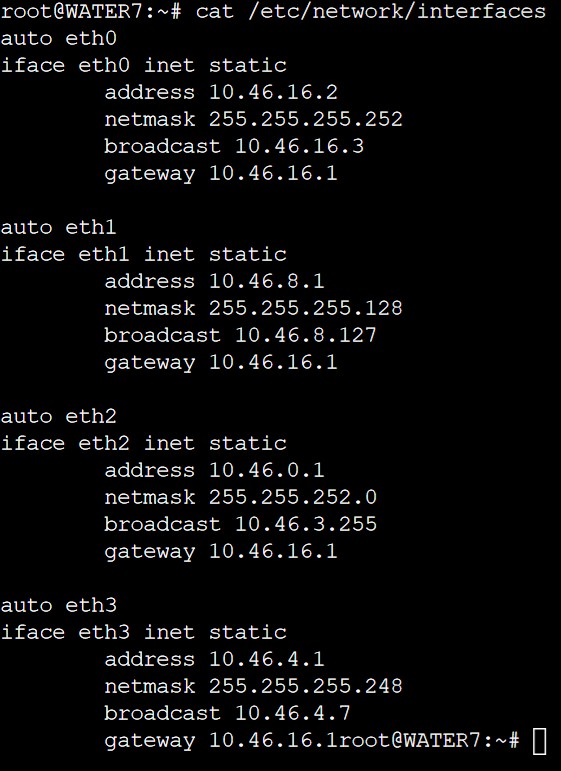 root@WATER7:~# cat /etc/network/interfaces
auto eth0
iface eth0 inet static
        address 10.46.16.2
        netmask 255.255.255.252
        broadcast 10.46.16.3
        gateway 10.46.16.1

auto eth1
iface eth1 inet static
        address 10.46.8.1
        netmask 255.255.255.128
        broadcast 10.46.8.127
        gateway 10.46.16.1

auto eth2
iface eth2 inet static
        address 10.46.0.1
        netmask 255.255.252.0
        broadcast 10.46.3.255
        gateway 10.46.16.1

auto eth3
iface eth3 inet static
        address 10.46.4.1
        netmask 255.255.255.248
        broadcast 10.46.4.7
        gateway 10.46.16.1root@WATER7:~#